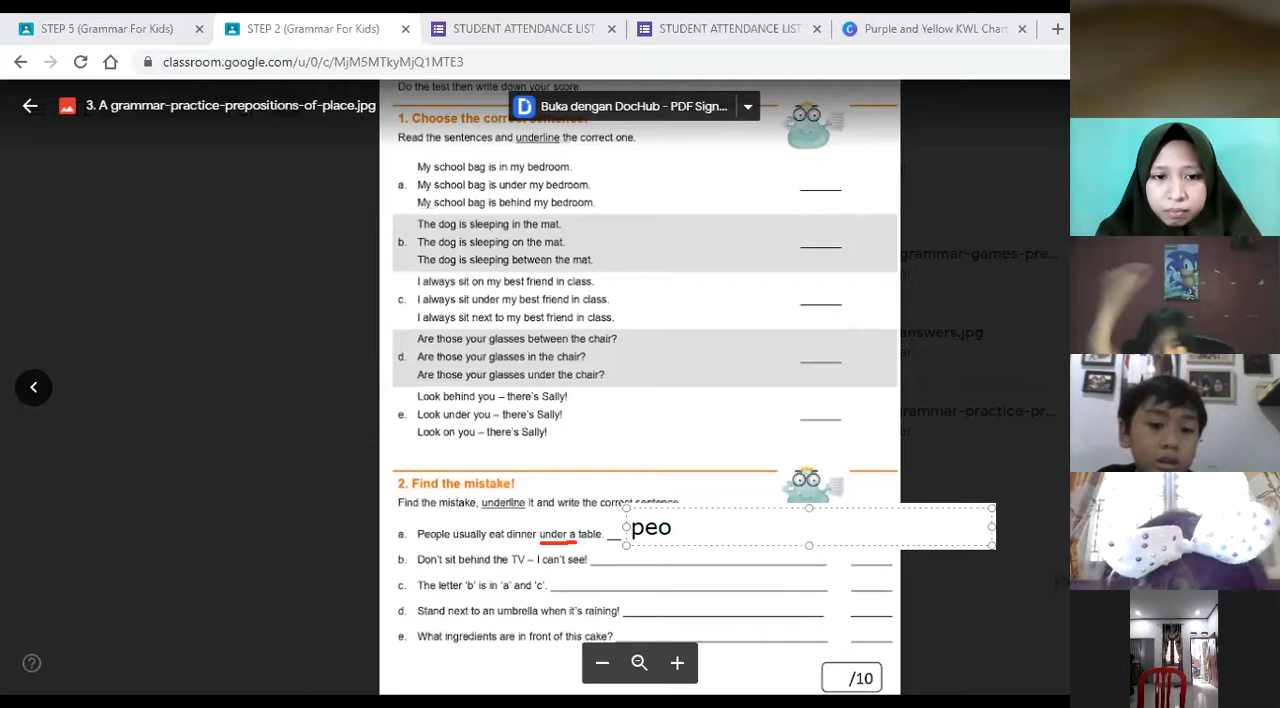 STEP 5 (Grammar For Kids)
STEP 2 (Grammar For Kids)
STUDENT ATTENDANCE LIST
STUDENT ATTENDANCE LIST
Purple and Yellow KWL Chart
classroom.google.com/u/0/c/MjM5MTkyMjQ1MTE3
3. A grammar-practice-prepositions-of-place.jpg
Buka dengan DocHub - PDF Sign...
Do the test then write down your score.
1. Choose the correct sentence!
Read the sentences and underline the correct one.
My school bag is in my bedroom.
a. My school bag is under my bedroom.
My school bag is behind my bedroom.
The dog is sleeping in the mat.
b. The dog is sleeping on the mat.
The dog is sleeping between the mat.
I always sit on my best friend in class.
c. I always sit under my best friend in class.
I always sit next to my best friend in class.
Are those your glasses between the chair?
d. Are those your glasses in the chair?
Are those your glasses under the chair?
Look behind you – there's Sally!
e. Look under you – there's Sally!
Look on you – there's Sally!
2. Find the mistake!
Find the mistake, underline it and write the correct sentence.
a. People usually eat dinner under a table. peo
b. Don't sit behind the TV – I can't see!
c. The letter 'b' is in 'a' and 'c'.
d. Stand next to an umbrella when it's raining!
e. What ingredients are in front of this cake?
/10
grammar-games-pre...
answers.jpg
grammar-practice-pr...